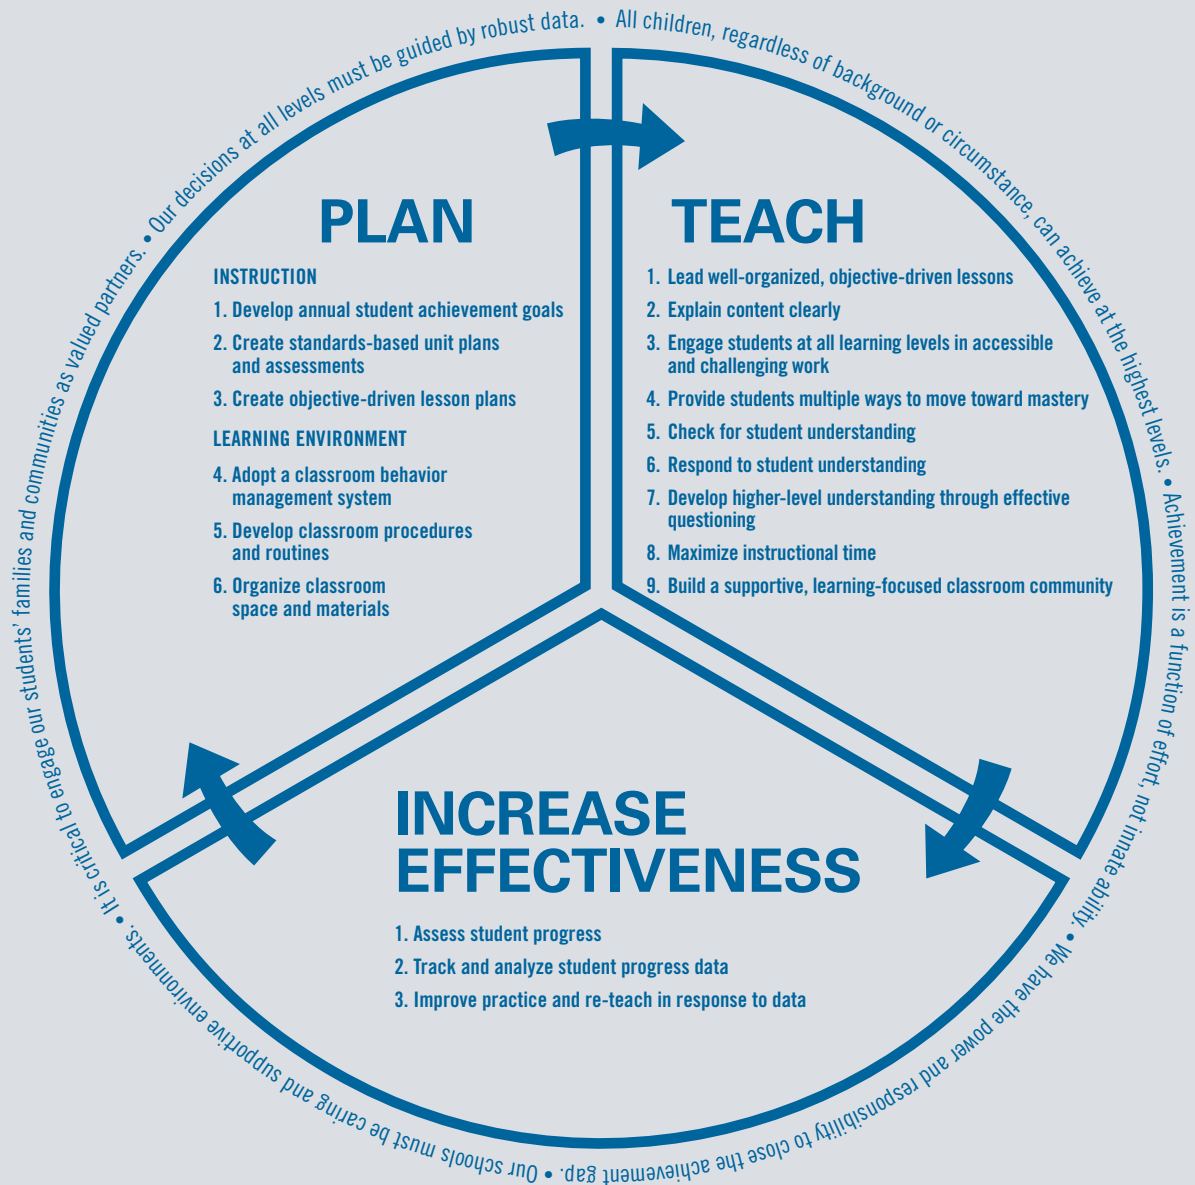 All children, regardless of background or circumstance, can achieve at the highest levels. • Achievement is a function of effort, not innate ability. • We have the power and responsibility to close the achievement gap. • Our schools must be caring and supportive environments. • It is critical to engage our students’ families and communities as valued partners. • Our decisions at all levels must be guided by robust data. •
PLAN
INSTRUCTION
1. Develop annual student achievement goals
2. Create standards-based unit plans
and assessments
3. Create objective-driven lesson plans
LEARNING ENVIRONMENT
4. Adopt a classroom behavior
management system
5. Develop classroom procedures
and routines
6. Organize classroom
space and materials
TEACH
1. Lead well-organized, objective-driven lessons
2. Explain content clearly
3. Engage students at all learning levels in accessible
and challenging work
4. Provide students multiple ways to move toward mastery
5. Check for student understanding
6. Respond to student understanding
7. Develop higher-level understanding through effective
questioning
8. Maximize instructional time
9. Build a supportive, learning-focused classroom community
INCREASE
EFFECTIVENESS
1. Assess student progress
2. Track and analyze student progress data
3. Improve practice and re-teach in response to data